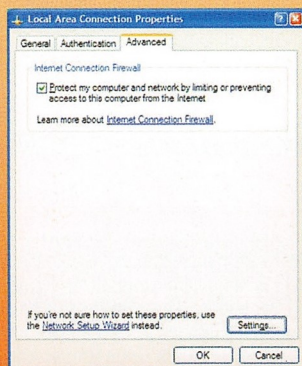 Local Area Connection Properties
General Authentication Advanced
Internet Connection Firewall
Protect my computer and network by limiting or preventing
access to this computer from the Internet
Learn more about Internet Connection Firewall.
If you're not sure how to set these properties, use
the Network Setup Wizard instead.
Settings...
OK Cancel